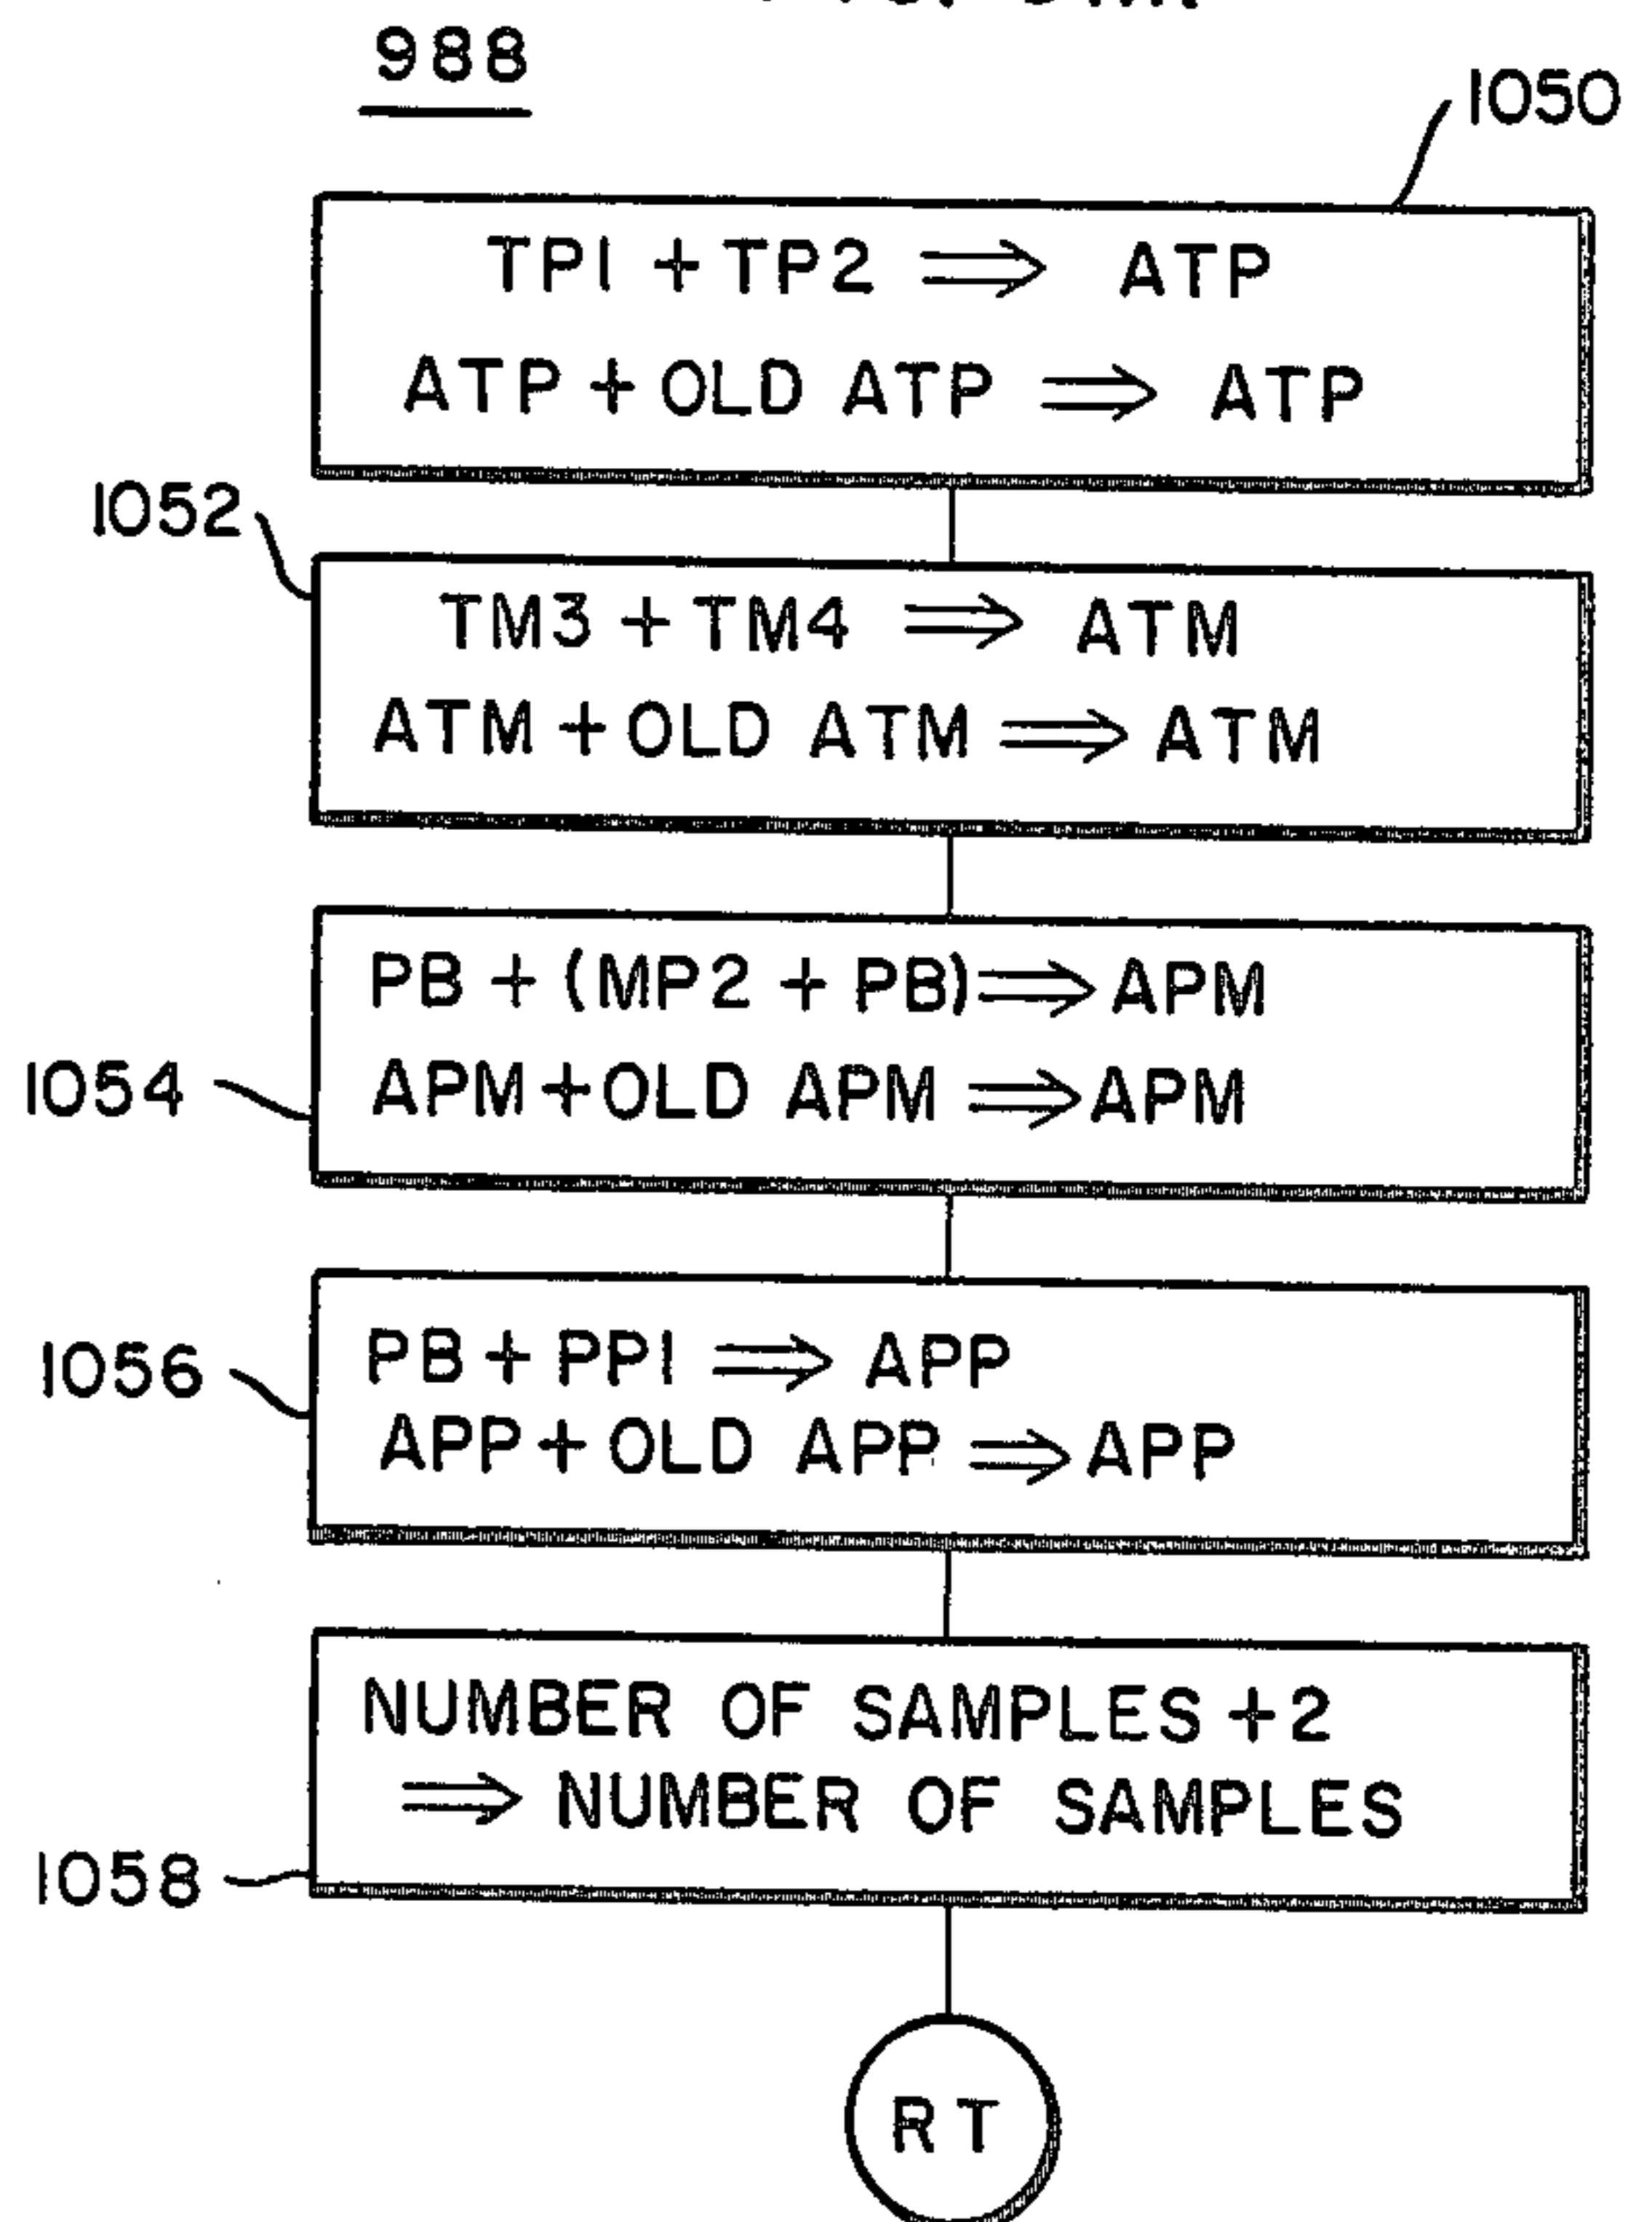 988
1050
TP1 + TP2 ⇒ ATP
ATP + OLD ATP ⇒ ATP
1052
TM3 + TM4 ⇒ ATM
ATM + OLD ATM ⇒ ATM
PB + (MP2 + PB) ⇒ APM
1054
APM + OLD APM ⇒ APM
1056
PB + PP1 ⇒ APP
APP + OLD APP ⇒ APP
NUMBER OF SAMPLES +2
⇒ NUMBER OF SAMPLES
1058
RT